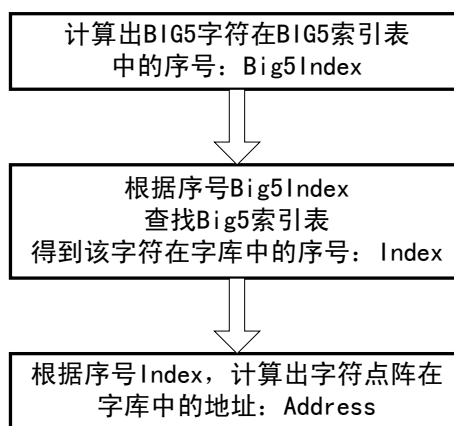 计算出BIG5字符在BIG5索引表
中的序号：Big5Index
根据序号Big5Index
查找Big5索引表
得到该字符在字库中的序号：Index
根据序号Index，计算出字符点阵在
字库中的地址：Address